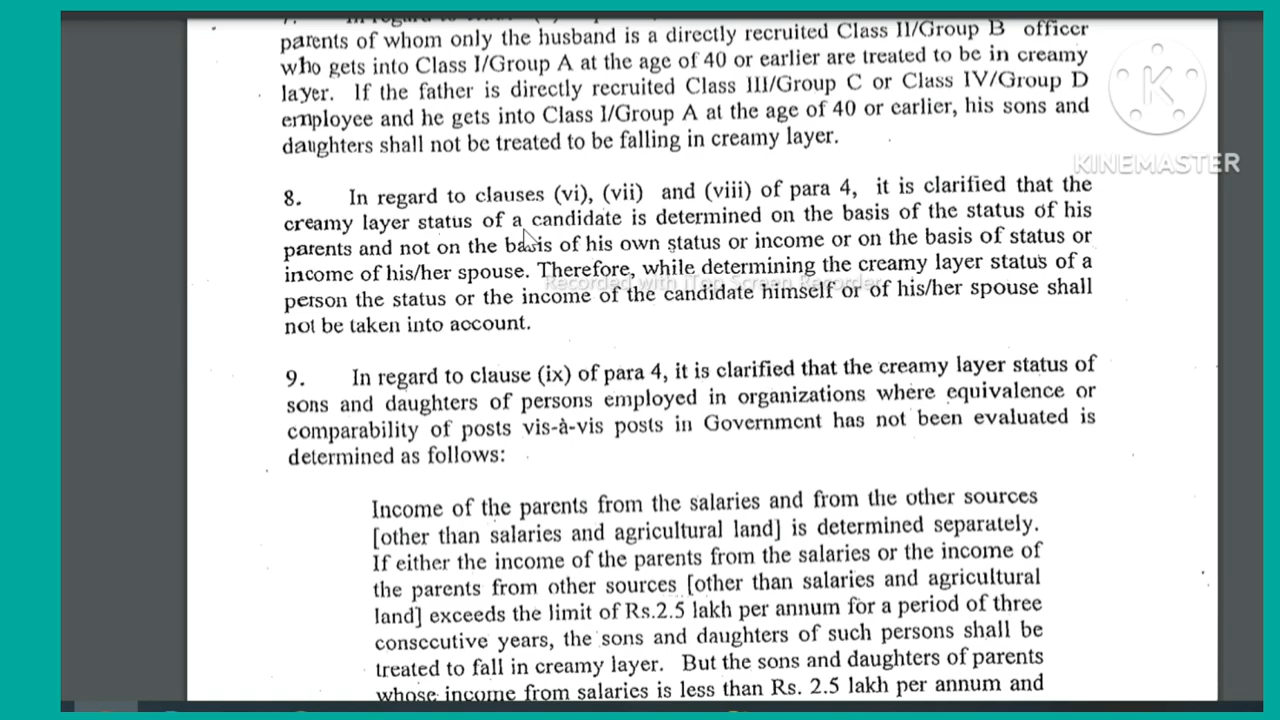 parents of whom only the husband is a directly recruited Class II/Group B officer
who gets into Class I/Group A at the age of 40 or earlier are treated to be in creamy
layer. If the father is directly recruited Class III/Group C or Class IV/Group D
employee and he gets into Class I/Group A at the age of 40 or earlier, his sons and
daughters shall not be treated to be falling in creamy layer.
K
KINEMASTER
8. In regard to clauses (vi), (vii) and (viii) of para 4, it is clarified that the
creamy layer status of a candidate is determined on the basis of the status of his
parents and not on the basis of his own status or income or on the basis of status or
income of his/her spouse. Therefore, while determining the creamy layer status of a
Recorded with iTop Screen Recorder
person the status or the income of the candidate himself or of his/her spouse shall
not be taken into account.
9. In regard to clause (ix) of para 4, it is clarified that the creamy layer status of
sons and daughters of persons employed in organizations where equivalence or
comparability of posts vis-à-vis posts in Government has not been evaluated is
determined as follows:
Income of the parents from the salaries and from the other sources
[other than salaries and agricultural land] is determined separately.
If either the income of the parents from the salaries or the income of
the parents from other sources [other than salaries and agricultural
land] exceeds the limit of Rs.2.5 lakh per annum for a period of three
consecutive years, the sons and daughters of such persons shall be
treated to fall in creamy layer. But the sons and daughters of parents
whose income from salaries is less than Rs. 2.5 lakh per annum and